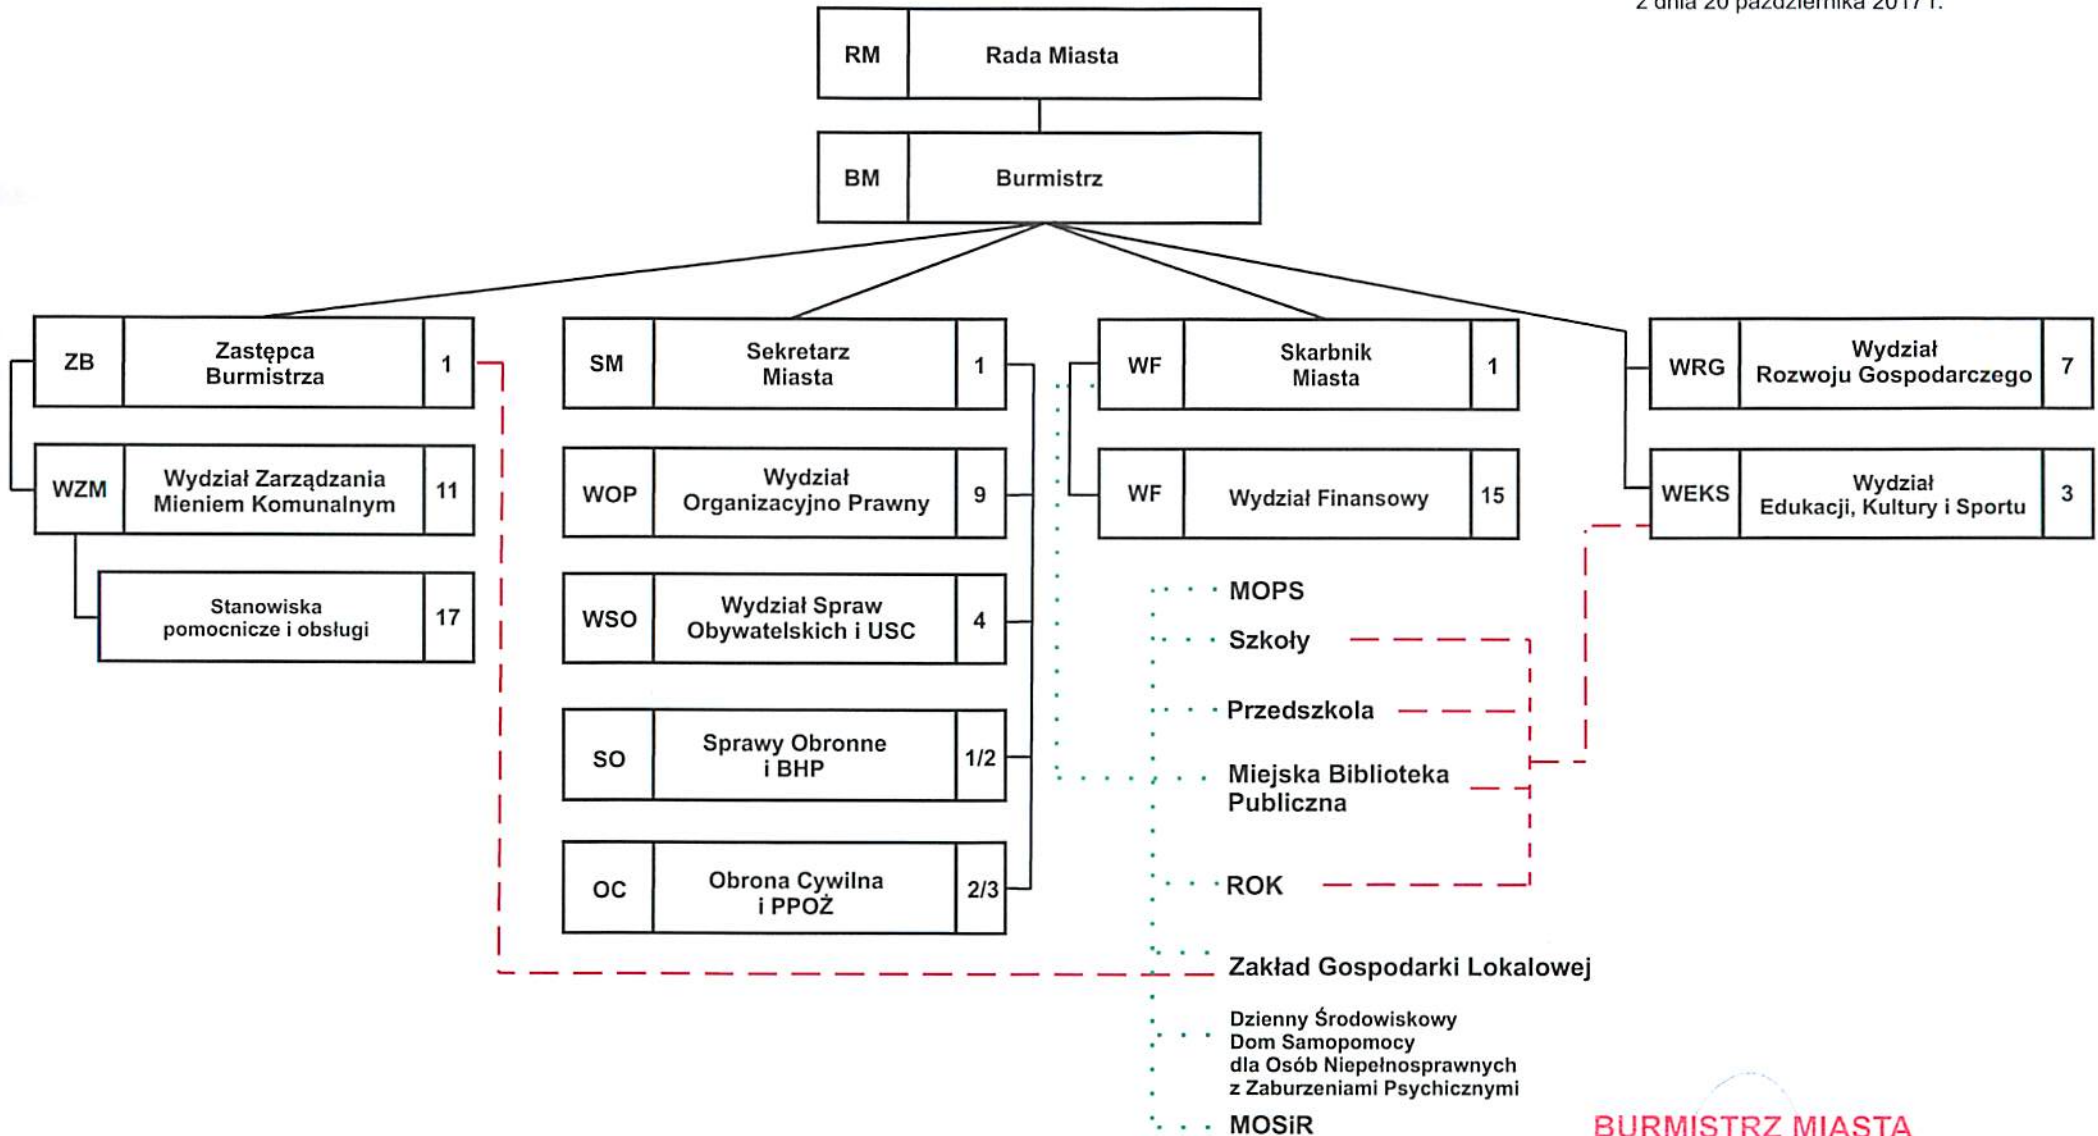 z dnia 20 października 2017 r.
RM
Rada Miasta
BM
Burmistrz
ZB
Zastępca
Burmistrza
1
SM
Sekretarz
Miasta
1
WF
Skarbnik
Miasta
1
WRG
Wydział
Rozwoju Gospodarczego
7
WZM
Wydział Zarządzania
Mieniem Komunalnym
11
WOP
Wydział
Organizacyjno Prawny
9
WF
Wydział Finansowy
15
WEKS
Wydział
Edukacji, Kultury i Sportu
3
Stanowiska
pomocnicze i obsługi
17
WSO
Wydział Spraw
Obywatelskich i USC
4
SO
Sprawy Obronne
i BHP
1/2
OC
Obrona Cywilna
i PPOŻ
2/3
MOPS
Szkoły
Przedszkola
Miejska Biblioteka
Publiczna
ROK
Zakład Gospodarki Lokalowej
Dzienny Środowiskowy
Dom Samopomocy
dla Osób Niepełnosprawnych
z Zaburzeniami Psychicznymi
MOSiR
BURMISTRZ MIASTA